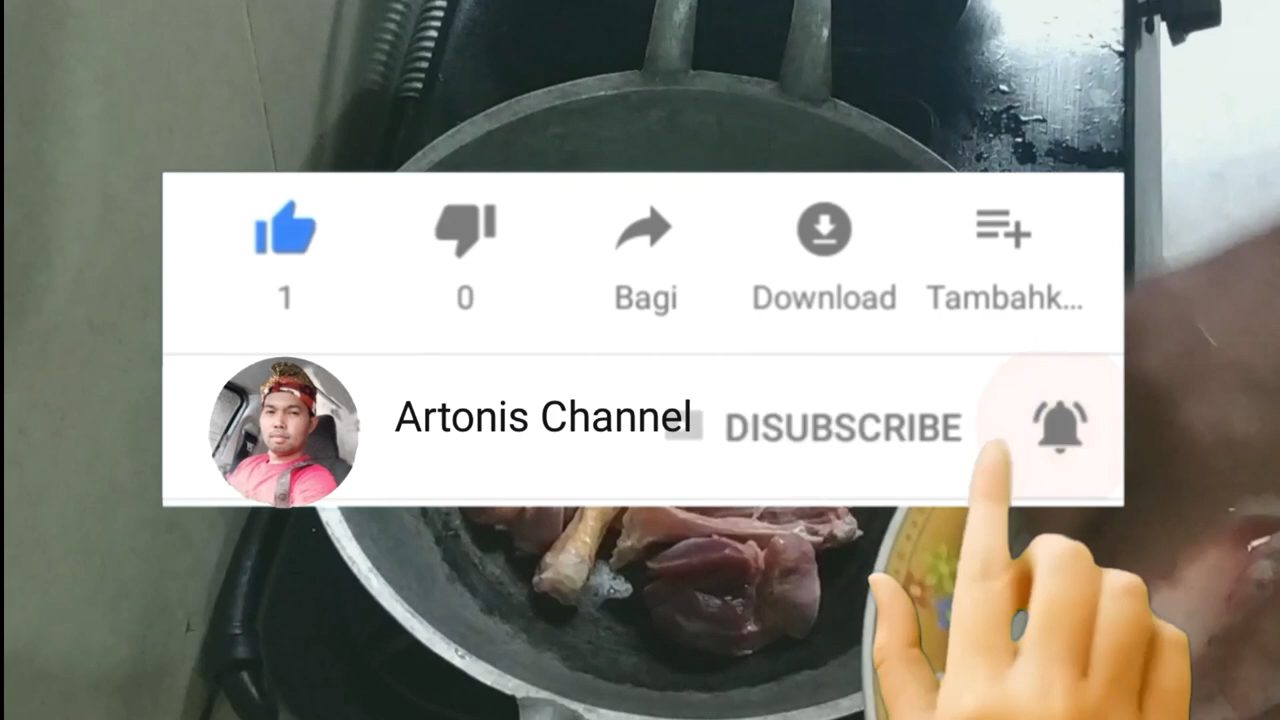 1
0
Bagi
Download
Tambahk...
Artonis Channel
DISUBSCRIBE